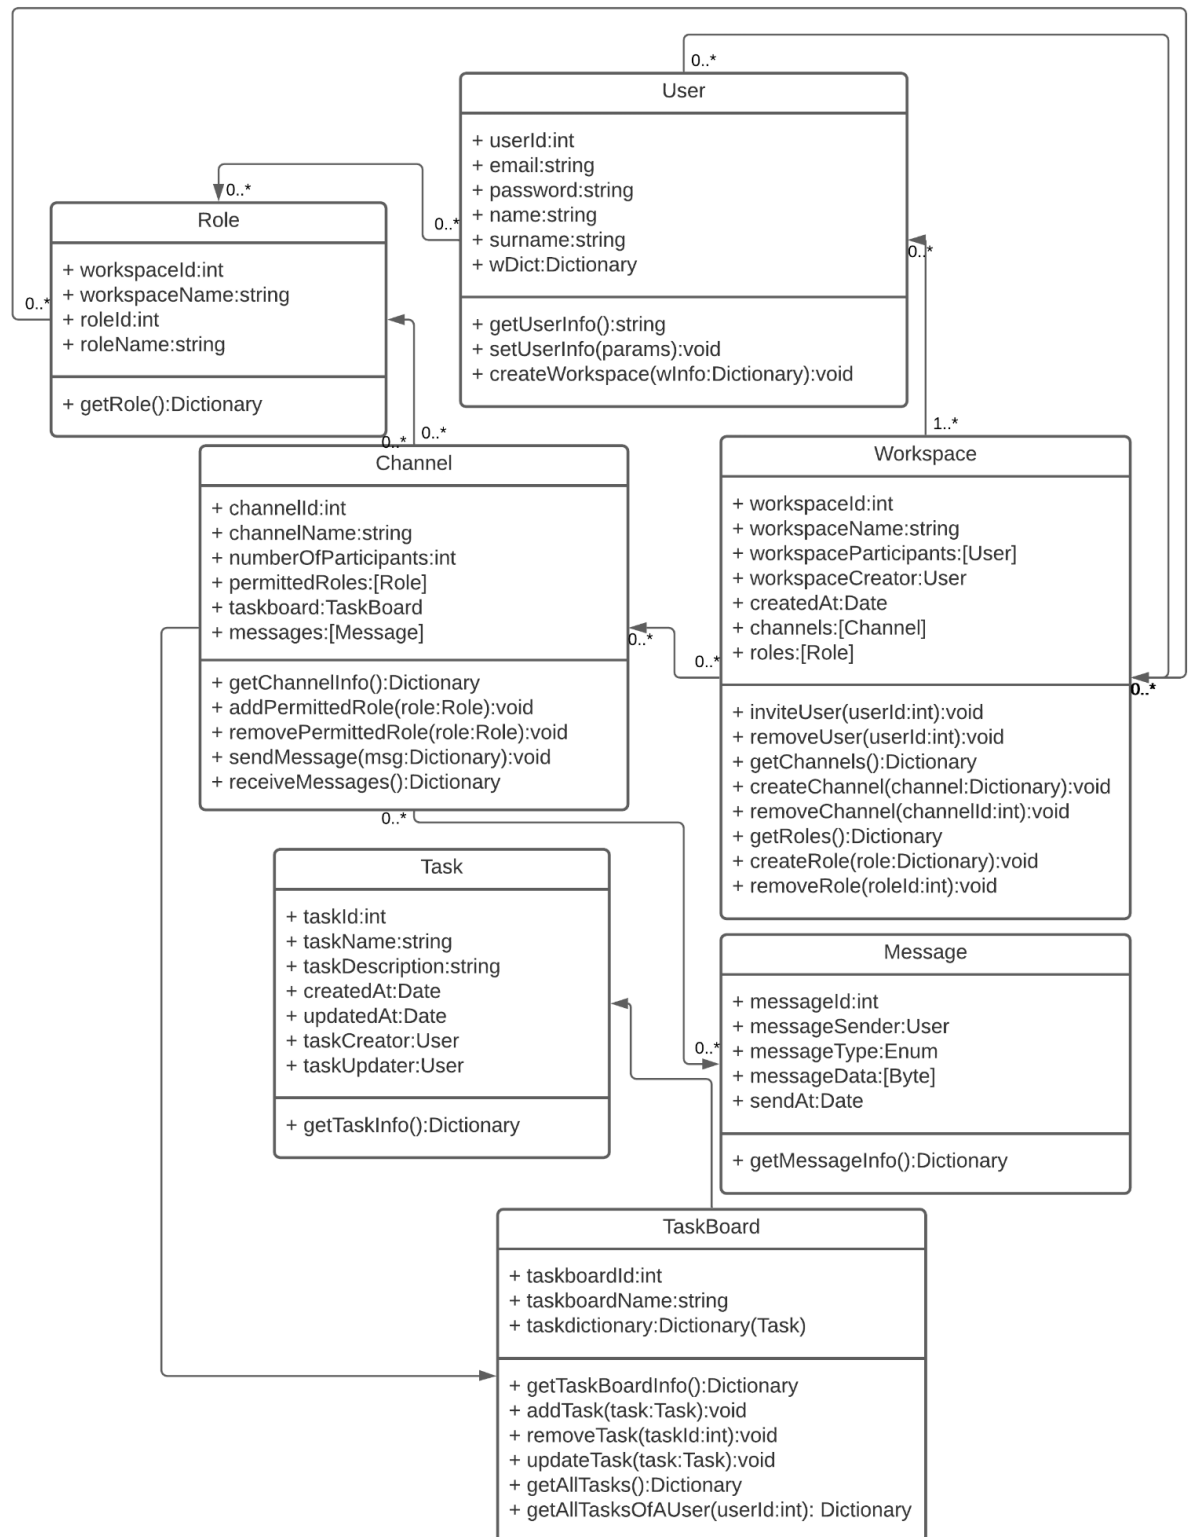 0..*
User
+ userId:int
+ email:string
+ password:string
+ name:string
+ surname:string
+ wDict:Dictionary
+ getUserInfo():string
+ setUserInfo(params):void
+ createWorkspace(wInfo:Dictionary):void
0..*
0..*
0..*
Role
+ workspaceId:int
+ workspaceName:string
+ roleId:int
+ roleName:string
+ getRole():Dictionary
0..*
0..*
0..*
1..*
Channel
+ channelId:int
+ channelName:string
+ numberOfParticipants:int
+ permittedRoles:[Role]
+ taskboard:TaskBoard
+ messages:[Message]
+ getChannelInfo():Dictionary
+ addPermittedRole(role:Role):void
+ removePermittedRole(role:Role):void
+ sendMessage(msg:Dictionary):void
+ receiveMessages():Dictionary
0..*
0..*
0..*
Workspace
+ workspaceId:int
+ workspaceName:string
+ workspaceParticipants:[User]
+ workspaceCreator:User
+ createdAt:Date
+ channels:[Channel]
+ roles:[Role]
+ inviteUser(userId:int):void
+ removeUser(userId:int):void
+ getChannels():Dictionary
+ createChannel(channel:Dictionary):void
+ removeChannel(channelId:int):void
+ getRoles():Dictionary
+ createRole(role:Dictionary):void
+ removeRole(roleId:int):void
0..*
Task
+ taskId:int
+ taskName:string
+ taskDescription:string
+ createdAt:Date
+ updatedAt:Date
+ taskCreator:User
+ taskUpdater:User
+ getTaskInfo():Dictionary
0..*
Message
+ messageId:int
+ messageSender:User
+ messageType:Enum
+ messageData:[Byte]
+ sendAt:Date
+ getMessageInfo():Dictionary
TaskBoard
+ taskboardId:int
+ taskboardName:string
+ taskdictionary:Dictionary(Task)
+ getTaskBoardInfo():Dictionary
+ addTask(task:Task):void
+ removeTask(taskId:int):void
+ updateTask(task:Task):void
+ getAllTasks():Dictionary
+ getAllTasksOfAUser(userId:int): Dictionary